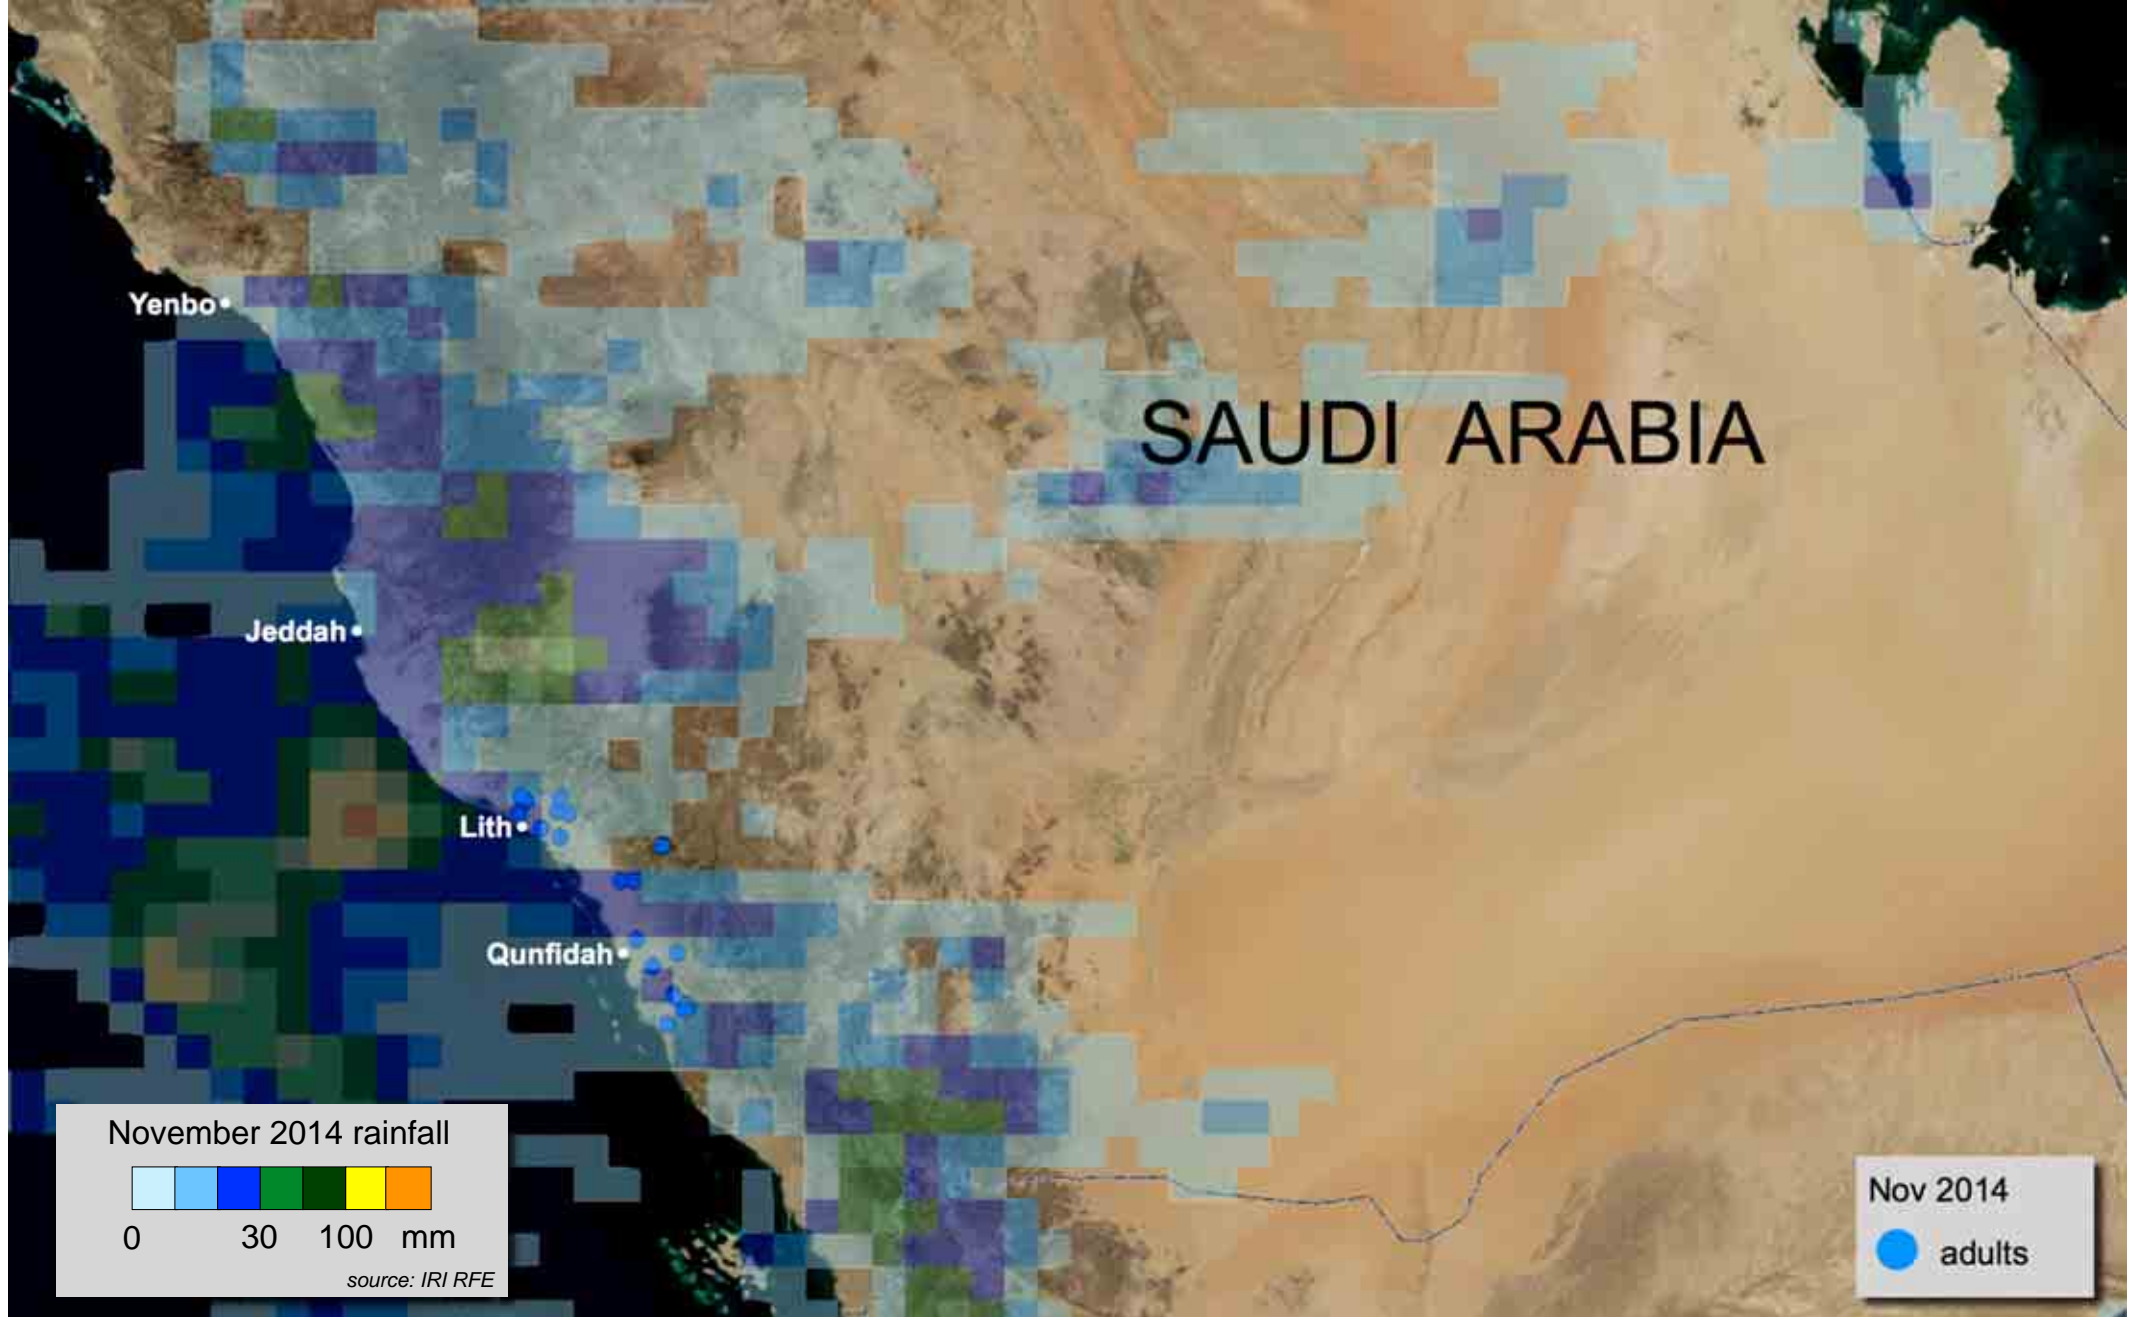 SAUDI ARABIA
Yenbo
Jeddah
Lith
Qunfidah
November 2014 rainfall
0 30 100 mm
source: IRI RFE
Nov 2014
adults